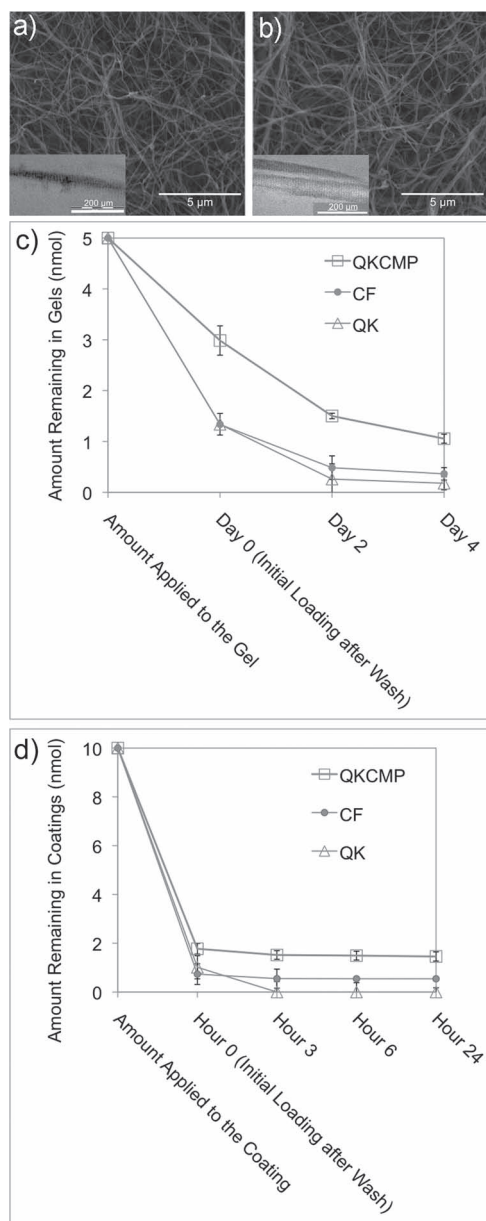 a)
200 µm
5 µm
b)
200 µm
5 µm
c)
Amount Remaining in Gels (nmol)
5
4
3
2
1
0
QKCMP
CF
QK
Amount Applied to the Gel
Day 0 (Initial Loading after Wash)
Day 2
Day 4
d)
Amount Remaining in Coatings (nmol)
10
8
6
4
2
0
QKCMP
CF
QK
Amount Applied to the Coating
Hour 0 (Initial Loading after Wash)
Hour 3
Hour 6
Hour 24